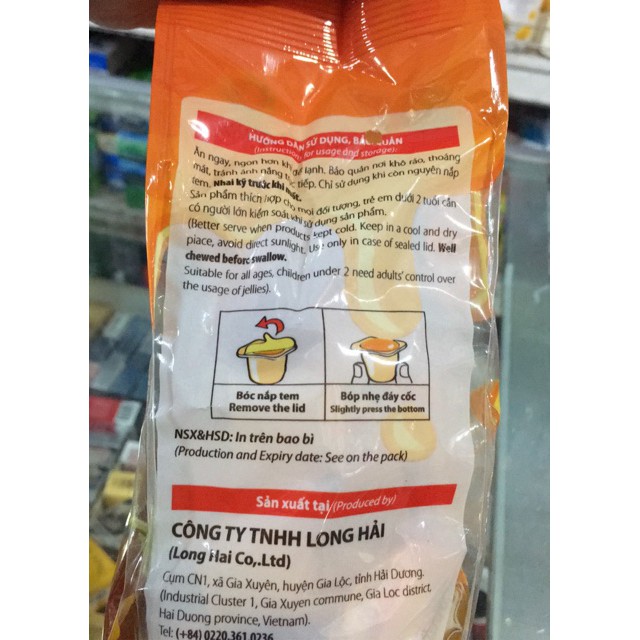 HƯỚNG DẪN SỬ DỤNG, BẢO QUẢN
(Instructions for usage and storage):
Ăn ngay, ngon hơn khi để lạnh. Bảo quản nơi khô ráo, thoáng
mát, tránh ánh nắng trực tiếp. Chỉ sử dụng khi còn nguyên nắp
tem. Nhai kỹ trước khi nuốt.
Sản phẩm thích hợp cho mọi đối tượng, trẻ em dưới 2 tuổi cần
có người lớn kiểm soát khi sử dụng sản phẩm.
(Better serve when products kept cold. Keep in a cool and dry
place, avoid direct sunlight. Use only in case of sealed lid. Well
chewed before swallow.
Suitable for all ages, children under 2 need adults' control over
the usage of jellies).
Bóc nắp tem
Remove the lid
Bóp nhẹ đáy cốc
Slightly press the bottom
NSX&HSD: In trên bao bì
(Production and Expiry date: See on the pack)
Sản xuất tại/(Produced by)
CÔNG TY TNHH LONG HẢI
(Long Hai Co,.Ltd)
Cụm CN1, xã Gia Xuyên, huyện Gia Lộc, tỉnh Hải Dương.
(Industrial Cluster 1, Gia Xuyen commune, Gia Loc district,
Hai Duong province, Vietnam).
Tel: (+84) 0220.361 0236